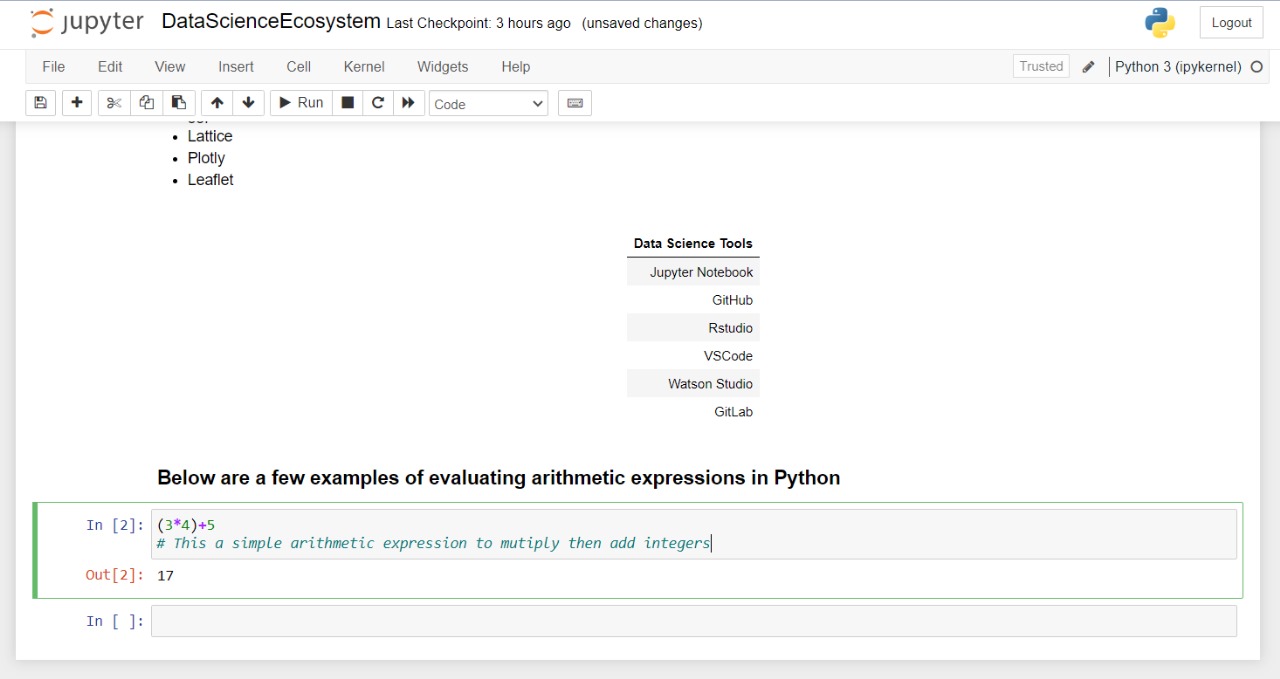 jupyter DataScienceEcosystem Last Checkpoint: 3 hours ago (unsaved changes) Logout
File Edit View Insert Cell Kernel Widgets Help Trusted Python 3 (ipykernel)
Run Code
Lattice
Plotly
Leaflet
Data Science Tools
Jupyter Notebook
GitHub
Rstudio
VSCode
Watson Studio
GitLab
Below are a few examples of evaluating arithmetic expressions in Python
In [2]: (3*4)+5
# This a simple arithmetic expression to mutiply then add integers
Out[2]: 17
In [ ]: